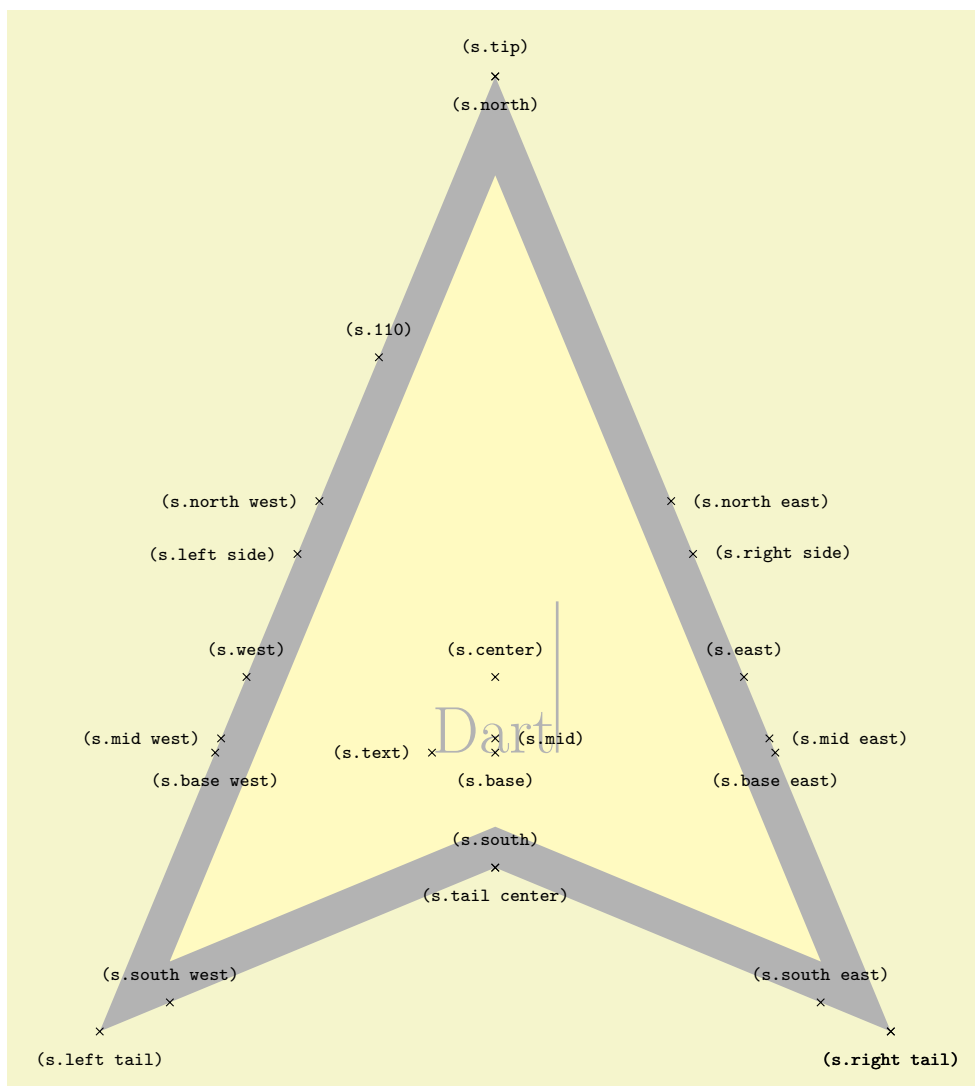 (s.tip)
(s.north)
(s.110)
(s.north west)
(s.north east)
(s.left side)
(s.right side)
(s.west)
(s.center)
(s.east)
Dart
(s.mid west)
(s.mid)
(s.mid east)
(s.text)
(s.base west)
(s.base)
(s.base east)
(s.south)
(s.tail center)
(s.south west)
(s.south east)
(s.left tail)
(s.right tail)